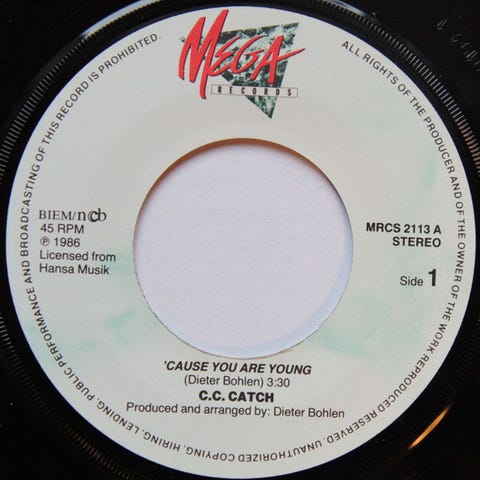 MEGA
RECORDS
ALL RIGHTS OF THE PRODUCER AND OF THE OWNER OF THE WORK REPRODUCED RESERVED. UNAUTHORIZED COPYING, HIRING, LENDING, PUBLIC PERFORMANCE AND BROADCASTING OF THIS RECORD IS PROHIBITED.
BIEM/ncb
45 RPM
℗ 1986
Licensed from
Hansa Musik
MRCS 2113 A
STEREO
Side 1
'CAUSE YOU ARE YOUNG
(Dieter Bohlen) 3:30
C.C. CATCH
Produced and arranged by: Dieter Bohlen